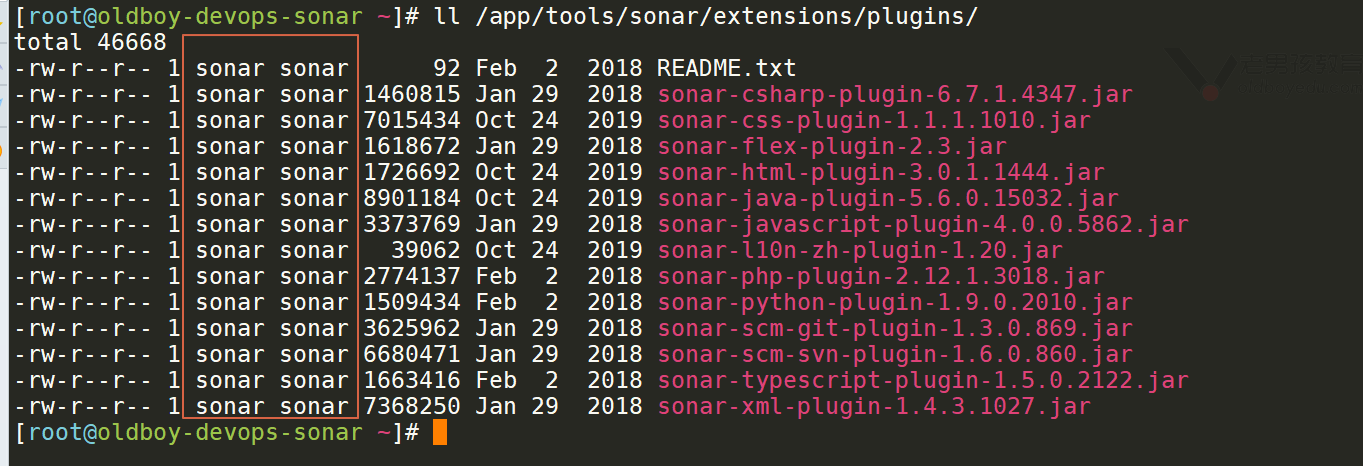 [root@oldboy-devops-sonar ~]# ll /app/tools/sonar/extensions/plugins/
total 46668
-rw-r--r-- 1 sonar sonar      92 Feb  2  2018 README.txt
-rw-r--r-- 1 sonar sonar 1460815 Jan 29  2018 sonar-csharp-plugin-6.7.1.4347.jar
-rw-r--r-- 1 sonar sonar 7015434 Oct 24  2019 sonar-css-plugin-1.1.1.1010.jar
-rw-r--r-- 1 sonar sonar 1618672 Jan 29  2018 sonar-flex-plugin-2.3.jar
-rw-r--r-- 1 sonar sonar 1726692 Oct 24  2019 sonar-html-plugin-3.0.1.1444.jar
-rw-r--r-- 1 sonar sonar 8901184 Oct 24  2019 sonar-java-plugin-5.6.0.15032.jar
-rw-r--r-- 1 sonar sonar 3373769 Jan 29  2018 sonar-javascript-plugin-4.0.0.5862.jar
-rw-r--r-- 1 sonar sonar   39062 Oct 24  2019 sonar-l10n-zh-plugin-1.20.jar
-rw-r--r-- 1 sonar sonar 2774137 Feb  2  2018 sonar-php-plugin-2.12.1.3018.jar
-rw-r--r-- 1 sonar sonar 1509434 Feb  2  2018 sonar-python-plugin-1.9.0.2010.jar
-rw-r--r-- 1 sonar sonar 3625962 Jan 29  2018 sonar-scm-git-plugin-1.3.0.869.jar
-rw-r--r-- 1 sonar sonar 6680471 Jan 29  2018 sonar-scm-svn-plugin-1.6.0.860.jar
-rw-r--r-- 1 sonar sonar 1663416 Feb  2  2018 sonar-typescript-plugin-1.5.0.2122.jar
-rw-r--r-- 1 sonar sonar 7368250 Jan 29  2018 sonar-xml-plugin-1.4.3.1027.jar
[root@oldboy-devops-sonar ~]#